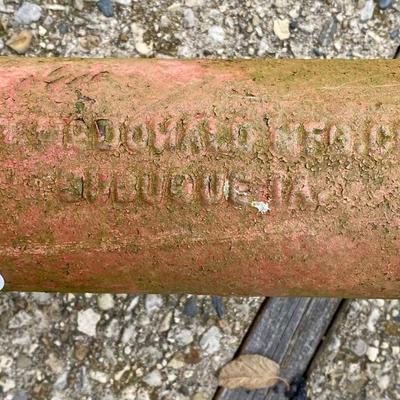 McDONALD MFG. C
DUBUQUE IA.